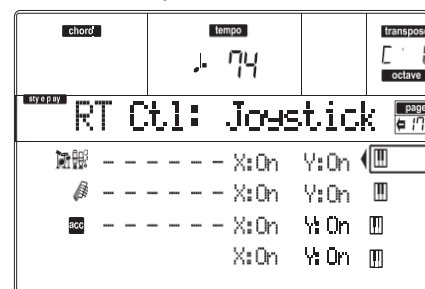 chord tempo transpose
♩. 74
octave
style play RT Ctl: Joystick page
- - - - - - X:On Y:On
X:On Y:On
acc - - - - - - X:On Y:On
X:On Y:On